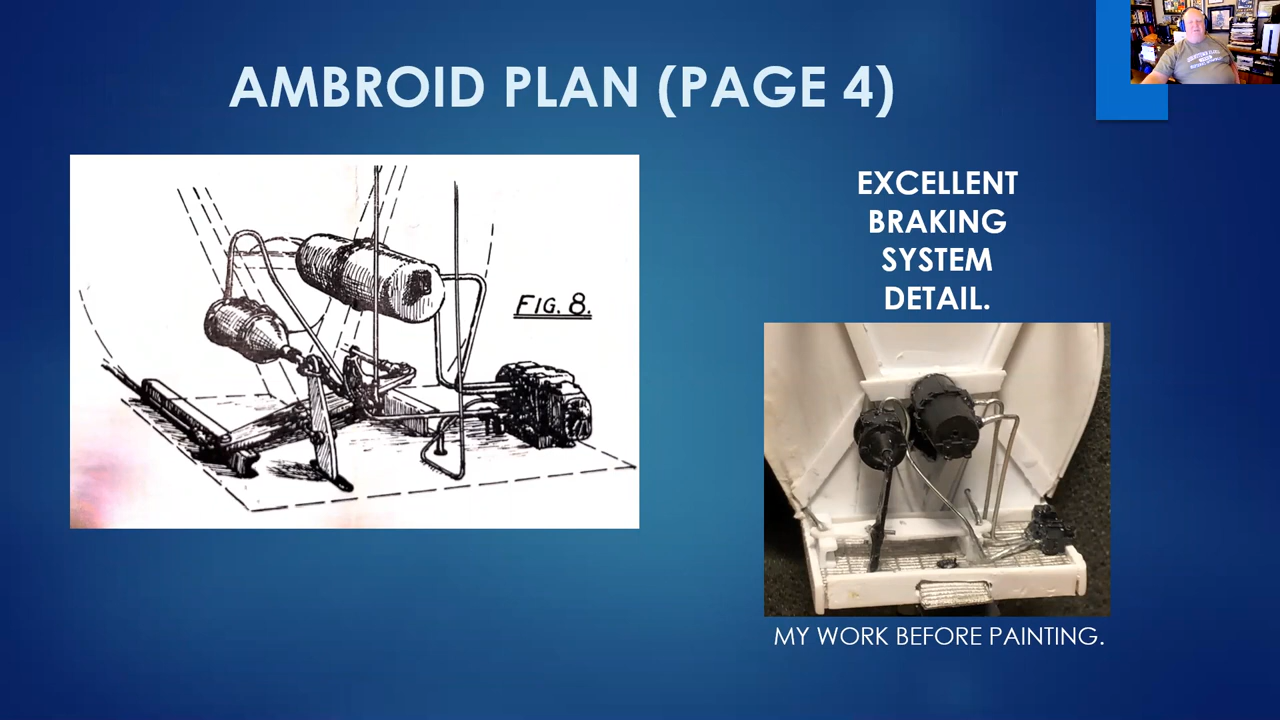 AMBROID PLAN (PAGE 4)
EXCELLENT
BRAKING
SYSTEM
DETAIL.
FIG. 8.
MY WORK BEFORE PAINTING.